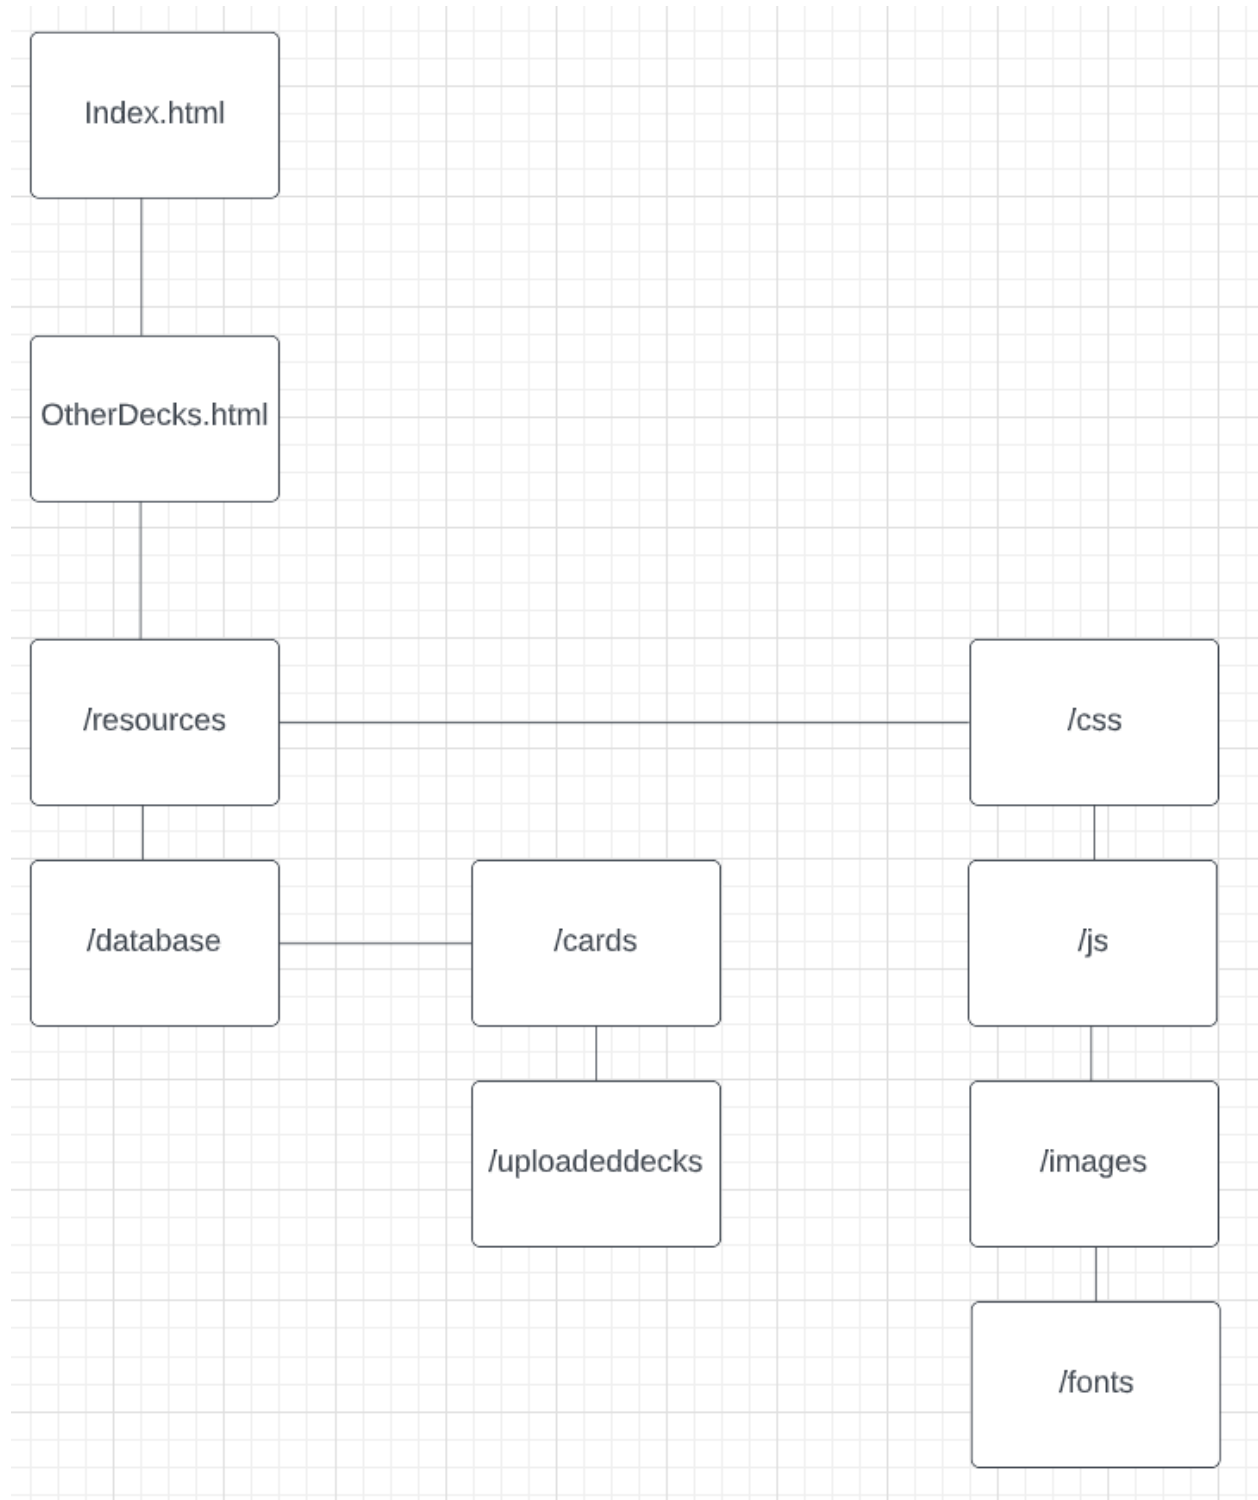 Index.html
OtherDecks.html
/resources
/css
/database
/cards
/js
/uploadeddecks
/images
/fonts